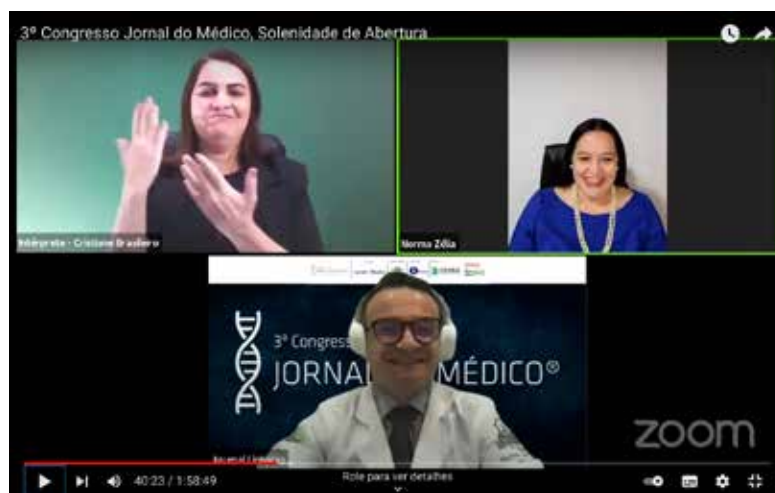 3º Congresso Jornal do Médico, Solenidade de Abertura
Intérprete - Cristiane Brasileiro
Norma Zélia
3º Congress
JORNA MÉDICO®
zoom
40:23 / 1:58:49
Role para ver detalhes